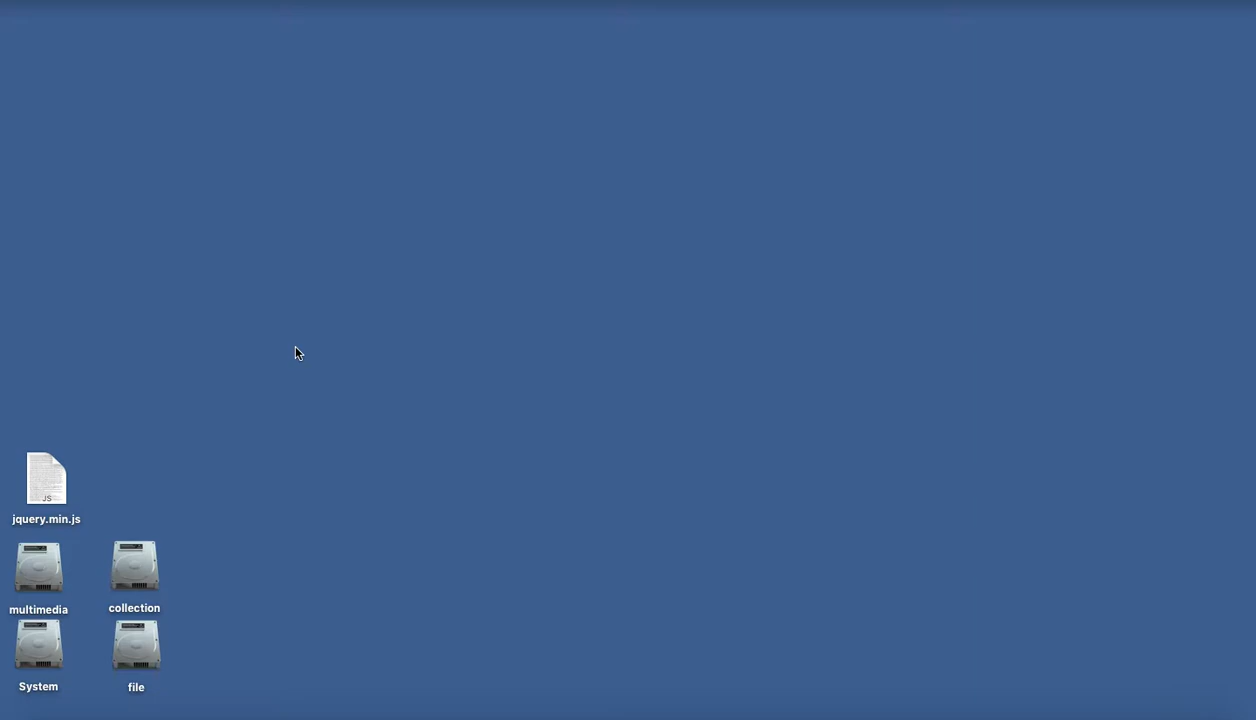 JS
jquery.min.js
multimedia
collection
System
file